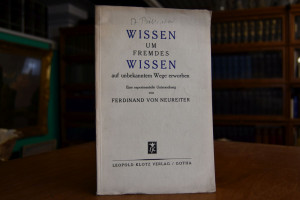 WISSEN
UM
FREMDES
WISSEN
auf unbekanntem Wege erworben
Eine experimentelle Untersuchung
von
FERDINAND VON NEUREITER
LEOPOLD KLOTZ VERLAG / GOTHA